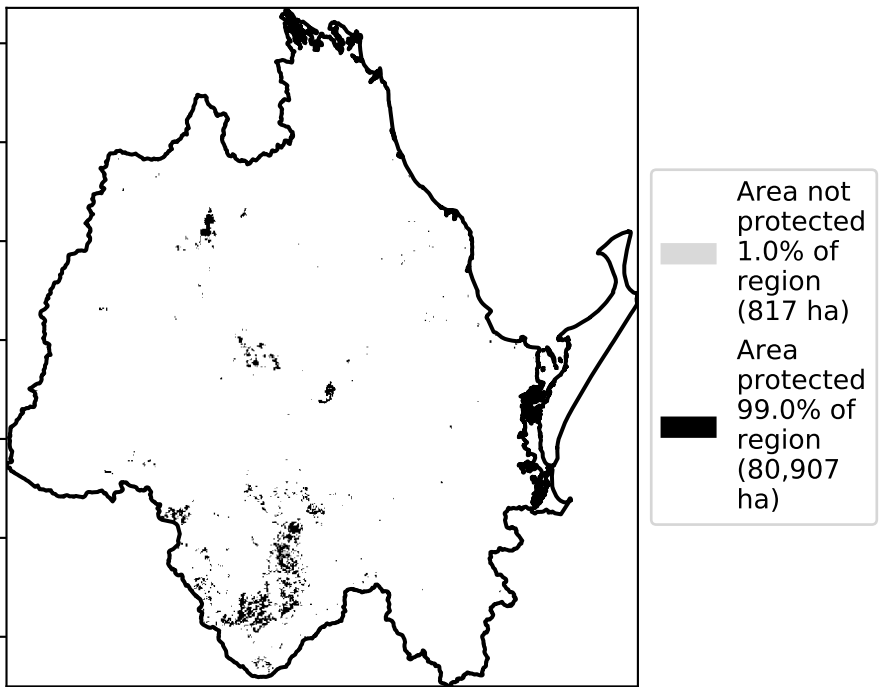 Area not
protected
1.0% of
region
(817 ha)
Area
protected
99.0% of
region
(80,907
ha)